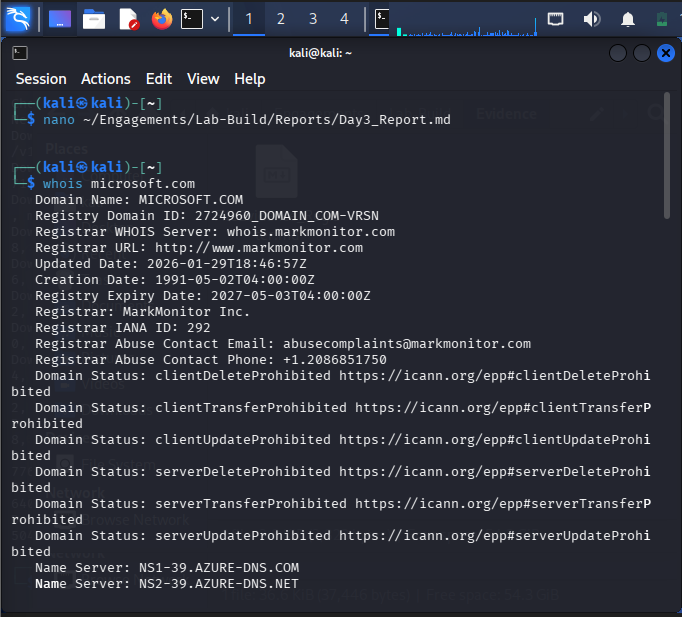 1 2 3 4
kali@kali: ~
Session Actions Edit View Help
┌──(kali㉿kali)-[~]
└─$ nano ~/Engagements/Lab-Build/Reports/Day3_Report.md
┌──(kali㉿kali)-[~]
└─$ whois microsoft.com
Domain Name: MICROSOFT.COM
Registry Domain ID: 2724960_DOMAIN_COM-VRSN
Registrar WHOIS Server: whois.markmonitor.com
Registrar URL: http://www.markmonitor.com
Updated Date: 2026-01-29T18:46:57Z
Creation Date: 1991-05-02T04:00:00Z
Registry Expiry Date: 2027-05-03T04:00:00Z
Registrar: MarkMonitor Inc.
Registrar IANA ID: 292
Registrar Abuse Contact Email: abusecomplaints@markmonitor.com
Registrar Abuse Contact Phone: +1.2086851750
Domain Status: clientDeleteProhibited https://icann.org/epp#clientDeleteProhi
bited
Domain Status: clientTransferProhibited https://icann.org/epp#clientTransferP
rohibited
Domain Status: clientUpdateProhibited https://icann.org/epp#clientUpdateProhi
bited
Domain Status: serverDeleteProhibited https://icann.org/epp#serverDeleteProhi
bited
Domain Status: serverTransferProhibited https://icann.org/epp#serverTransferP
rohibited
Domain Status: serverUpdateProhibited https://icann.org/epp#serverUpdateProhi
bited
Name Server: NS1-39.AZURE-DNS.COM
Name Server: NS2-39.AZURE-DNS.NET